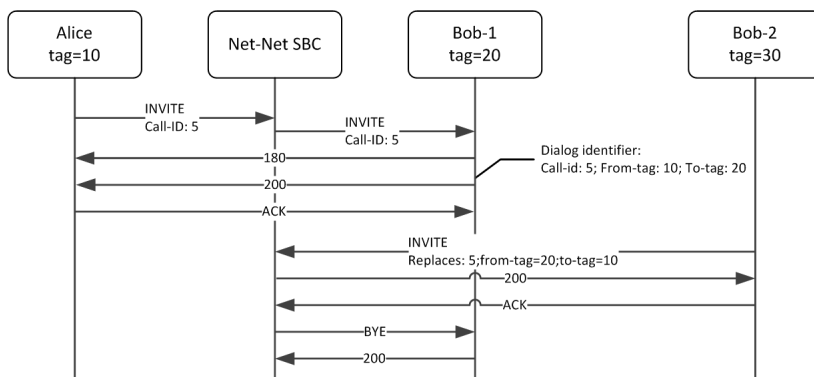 Alice
tag=10
Net-Net SBC
Bob-1
tag=20
Bob-2
tag=30
INVITE
Call-ID: 5
INVITE
Call-ID: 5
180
Dialog identifier:
Call-id: 5; From-tag: 10; To-tag: 20
200
ACK
INVITE
Replaces: 5;from-tag=20;to-tag=10
200
ACK
BYE
200